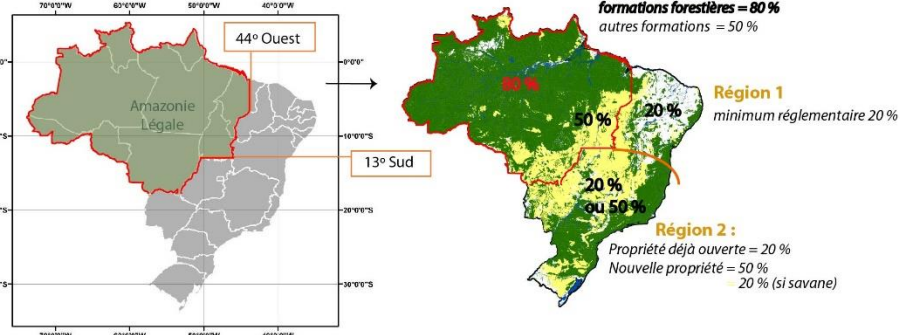 70°0'0"O
60°0'0"O
50°0'0"O
40°0'0"O
44º Ouest
Amazonie
Légale
13º Sud
0°0'0"
10°0'0"S
20°0'0"S
30°0'0"S
formations forestières = 80 %
autres formations = 50 %
80 %
50 %
20 %
Région 1
minimum réglementaire 20 %
20 %
ou 50 %
Région 2 :
Propriété déjà ouverte = 20 %
Nouvelle propriété = 50 %
= 20 % (si savane)